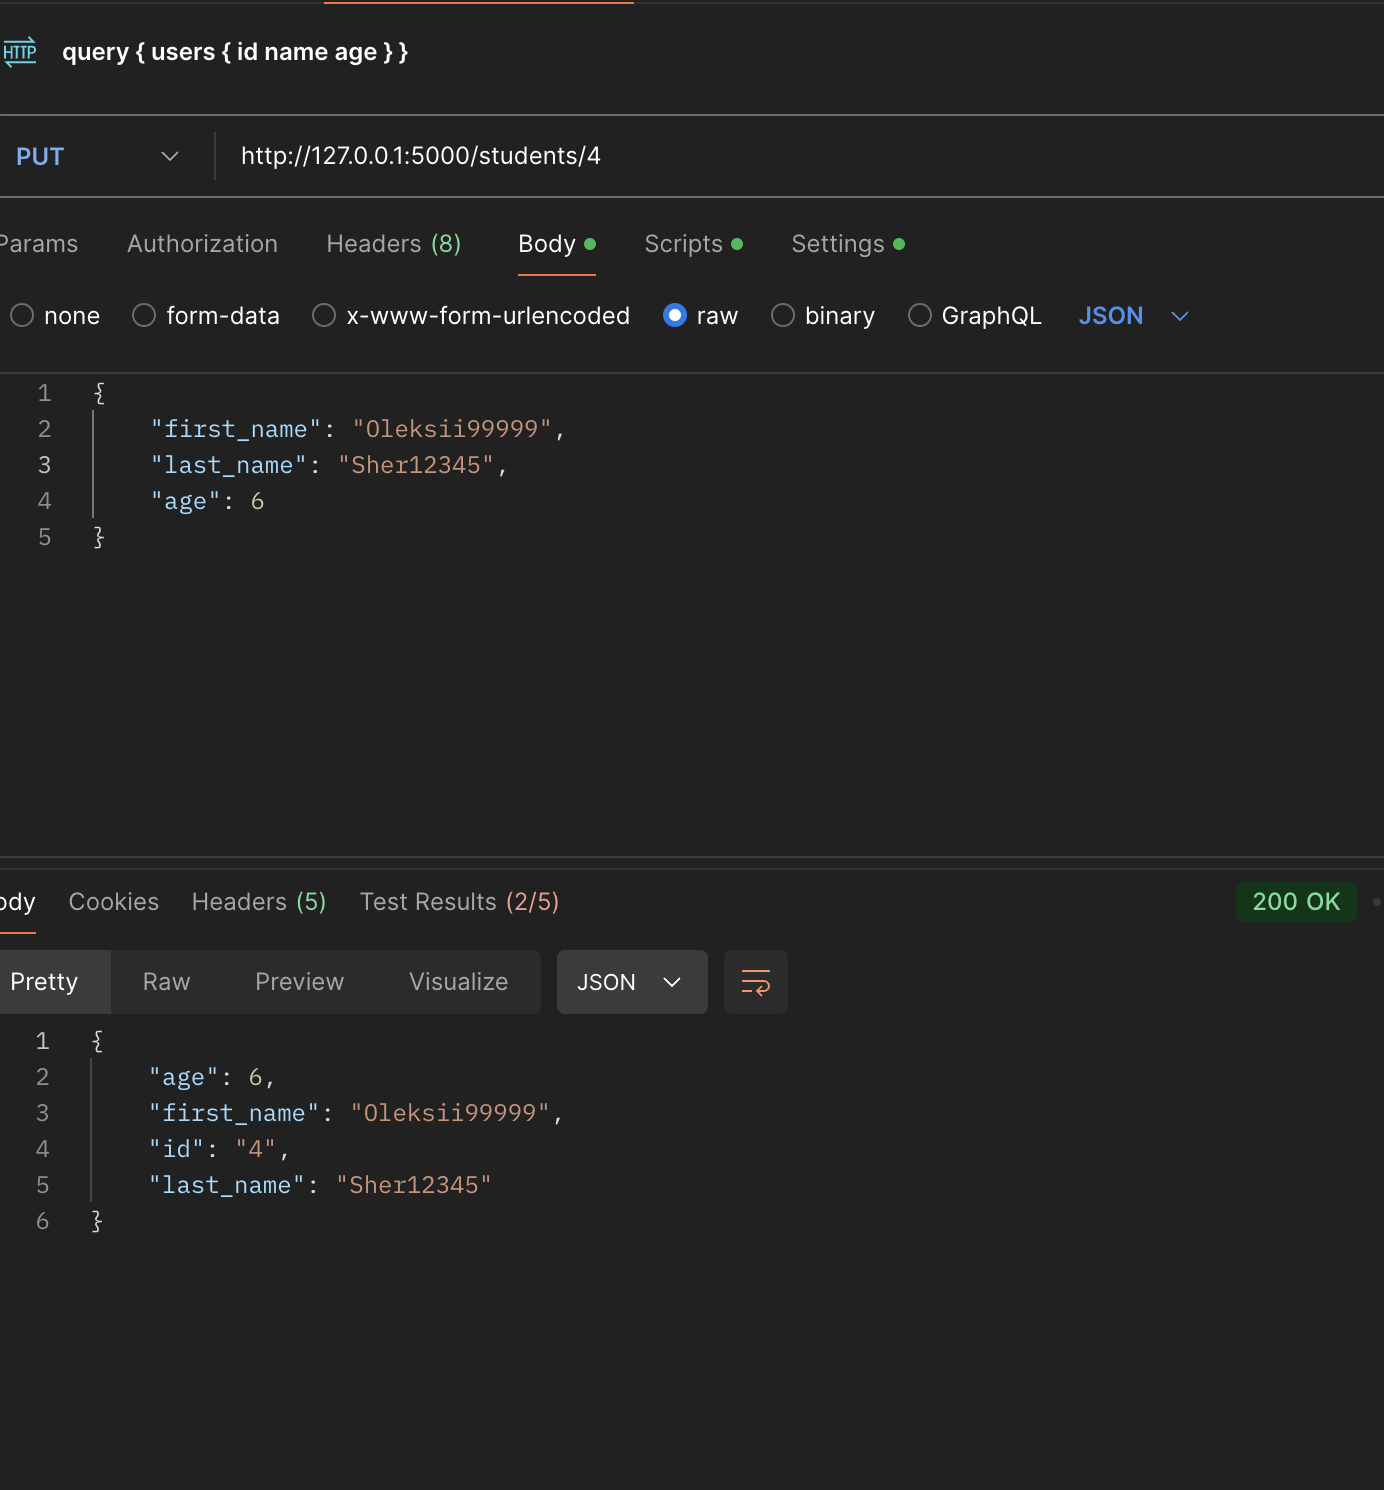 HTTP query { users { id name age } }
PUT http://127.0.0.1:5000/students/4
Params Authorization Headers (8) Body Scripts Settings
none form-data x-www-form-urlencoded raw binary GraphQL JSON
1 {
2 "first_name": "Oleksii99999",
3 "last_name": "Sher12345",
4 "age": 6
5 }
ody Cookies Headers (5) Test Results (2/5) 200 OK
Pretty Raw Preview Visualize JSON
1 {
2 "age": 6,
3 "first_name": "Oleksii99999",
4 "id": "4",
5 "last_name": "Sher12345"
6 }